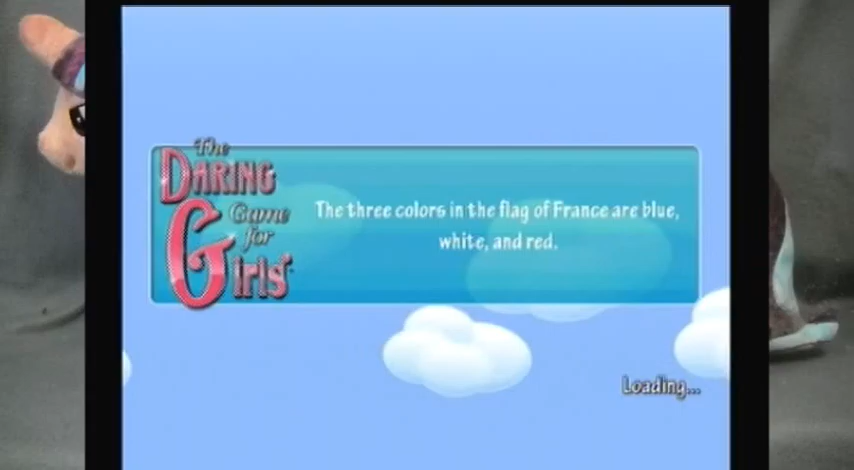 The
DARING
Game
for
Girls
The three colors in the flag of France are blue,
white, and red.
Loading...